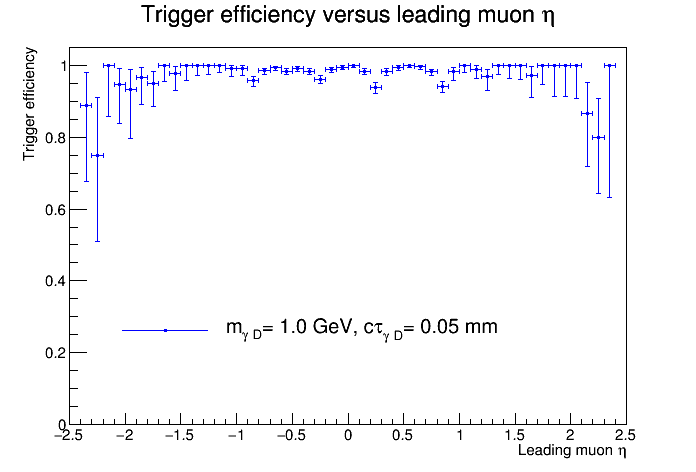 Trigger efficiency versus leading muon η
Trigger efficiency
1
0.8
0.6
0.4
0.2
0
m_γ D= 1.0 GeV, cτ_γ D= 0.05 mm
−2.5 −2 −1.5 −1 −0.5 0 0.5 1 1.5 2 2.5
Leading muon η